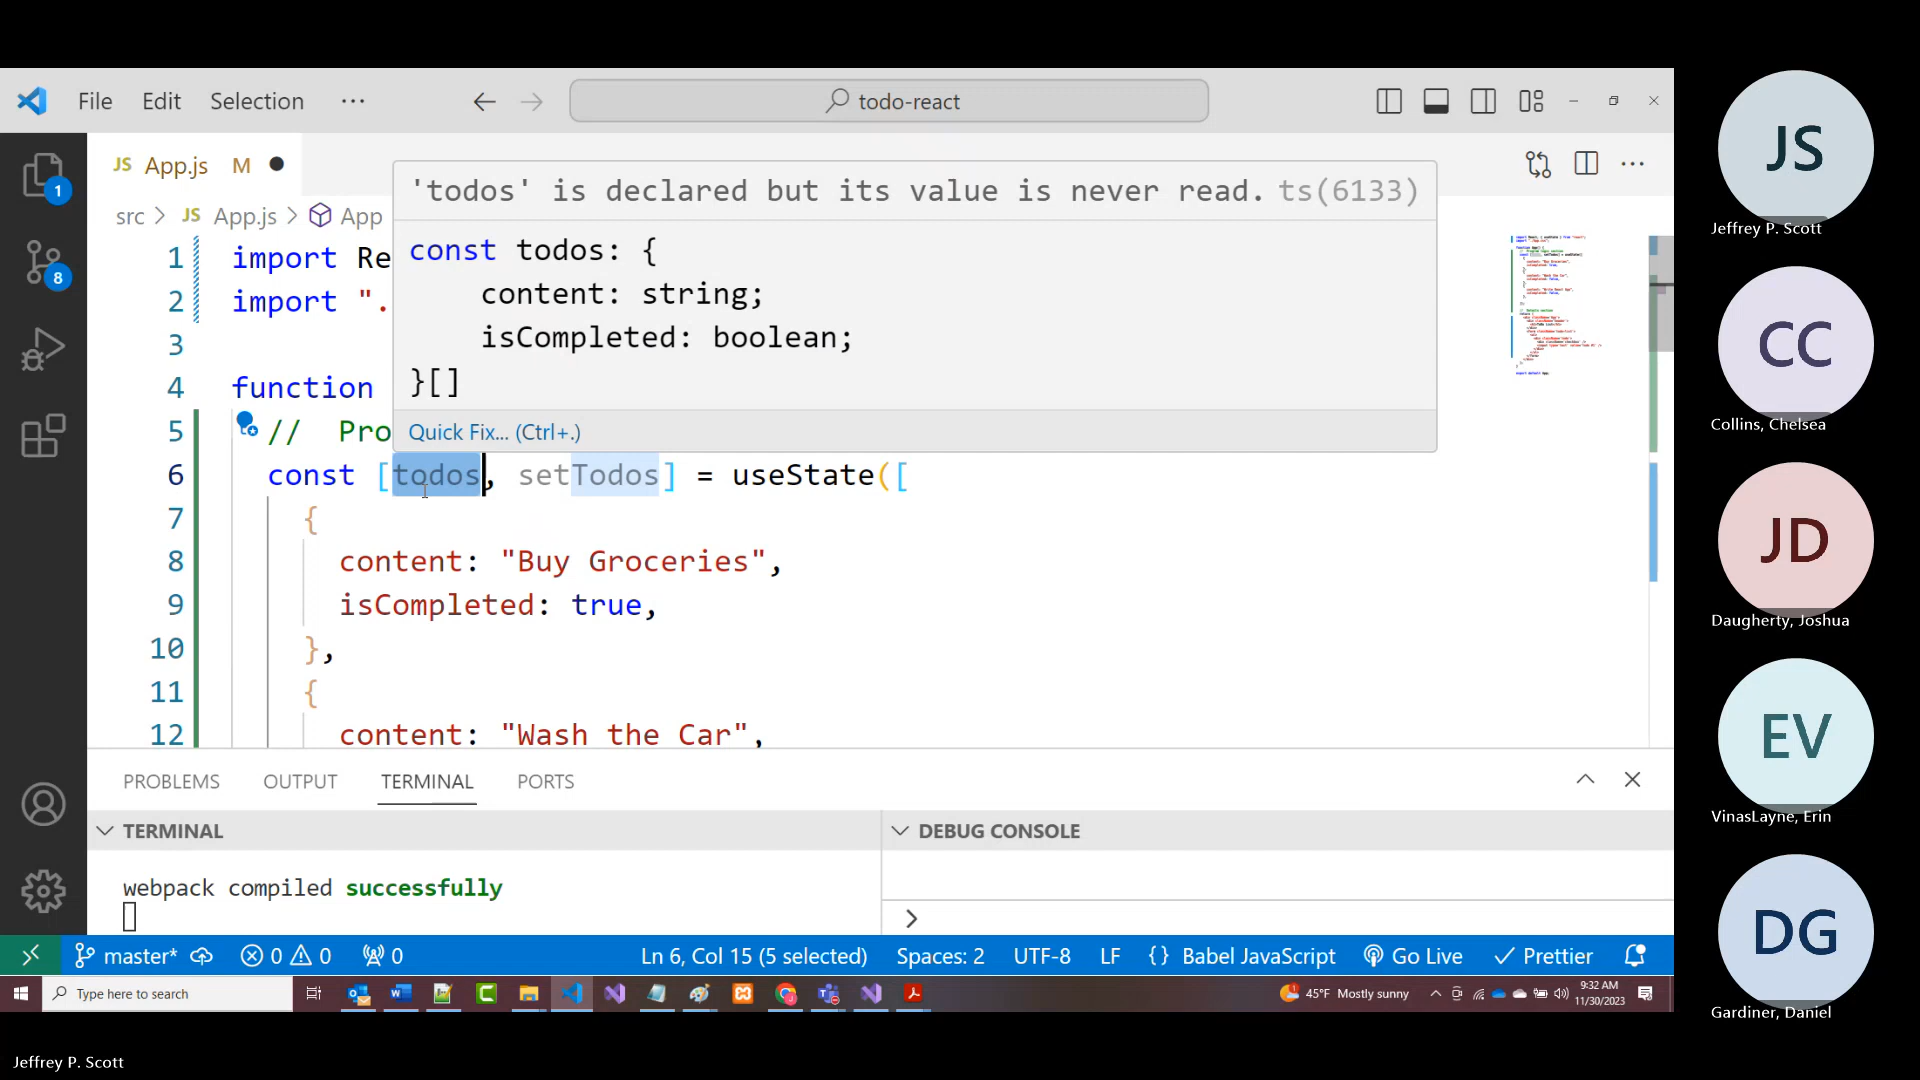 File Edit Selection ··· todo-react
JS App.js M
src > JS App.js > App
'todos' is declared but its value is never read. ts(6133)
const todos: {
content: string;
isCompleted: boolean;
}[]
Quick Fix... (Ctrl+.)
1 import Re
2 import ".
3
4 function
5 // Pro
6 const [todos, setTodos] = useState([
7 {
8 content: "Buy Groceries",
9 isCompleted: true,
10 },
11 {
12 content: "Wash the Car",
PROBLEMS OUTPUT TERMINAL PORTS
TERMINAL
DEBUG CONSOLE
webpack compiled successfully
>
master* 0 0 0 Ln 6, Col 15 (5 selected) Spaces: 2 UTF-8 LF {} Babel JavaScript Go Live Prettier
Type here to search
45°F Mostly sunny
9:32 AM
11/30/2023
1
8
JS
Jeffrey P. Scott
CC
Collins, Chelsea
JD
Daugherty, Joshua
EV
VinasLayne, Erin
DG
Gardiner, Daniel
Jeffrey P. Scott